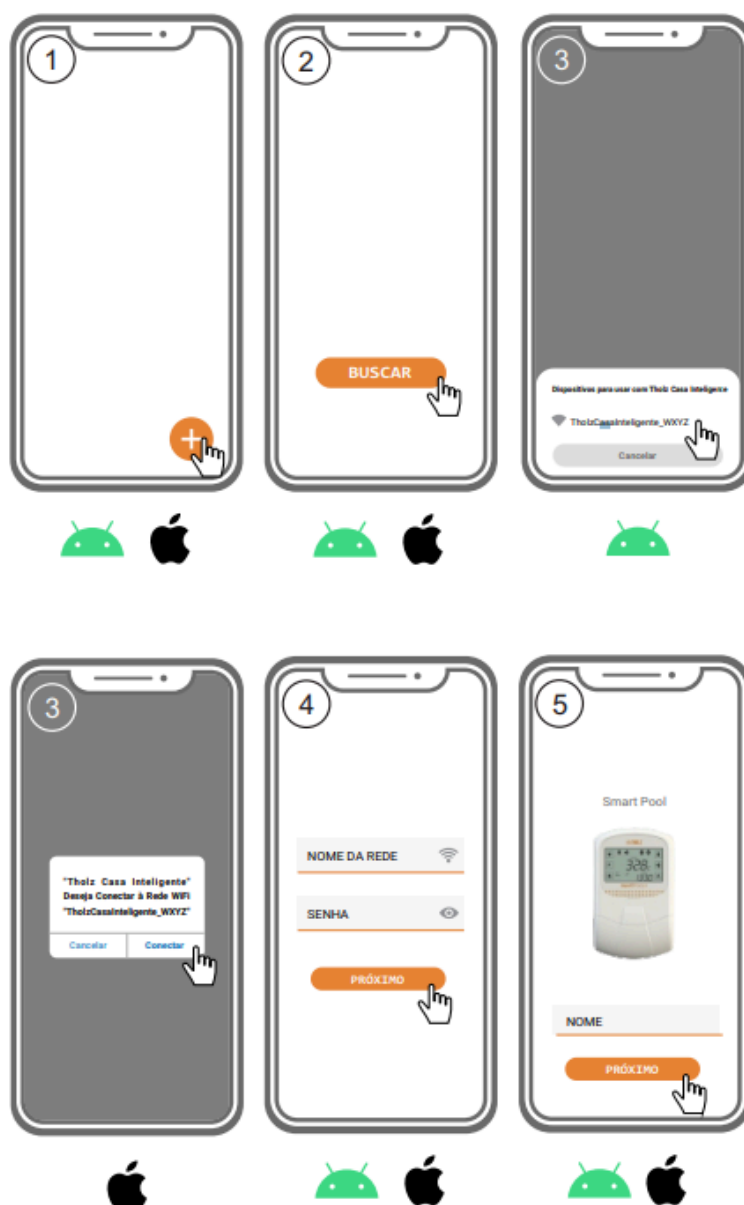 1
+
2
BUSCAR
3
Dispositivos para usar com Tholz Casa Inteligente
TholzCasaInteligente_WXYZ
Cancelar
3
"Tholz Casa Inteligente"
Deseja Conectar à Rede WIFI
"TholzCasaInteligente_WXYZ"
Cancelar
Conectar
4
NOME DA REDE
SENHA
PRÓXIMO
5
Smart Pool
NOME
PRÓXIMO